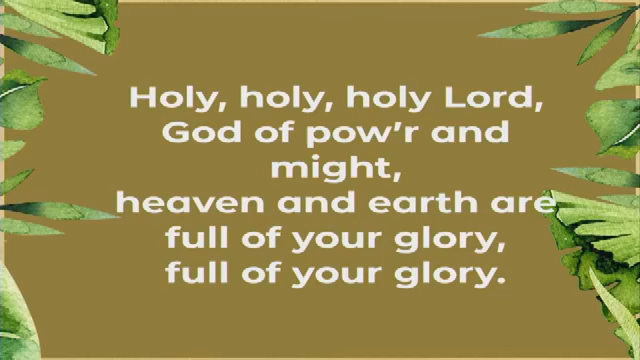 Holy, holy, holy Lord,
God of pow’r and
might,
heaven and earth are
full of your glory,
full of your glory.